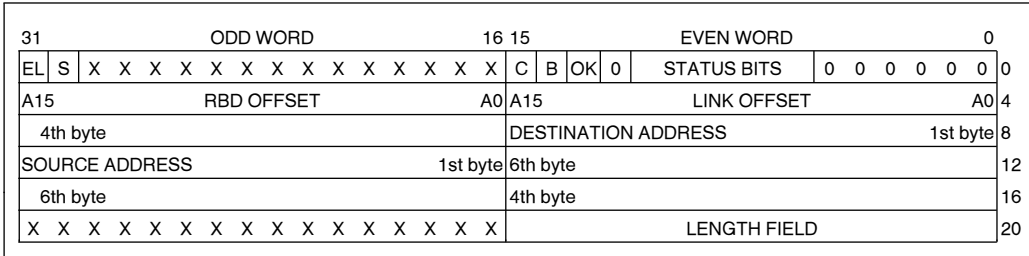 31 ODD WORD 16 15 EVEN WORD 0
EL S X X X X X X X X X X X X X X C B OK 0 STATUS BITS 0 0 0 0 0 0 0
A15 RBD OFFSET A0 A15 LINK OFFSET A0 4
4th byte DESTINATION ADDRESS 1st byte 8
SOURCE ADDRESS 1st byte 6th byte 12
6th byte 4th byte 16
X X X X X X X X X X X X X X X X LENGTH FIELD 20